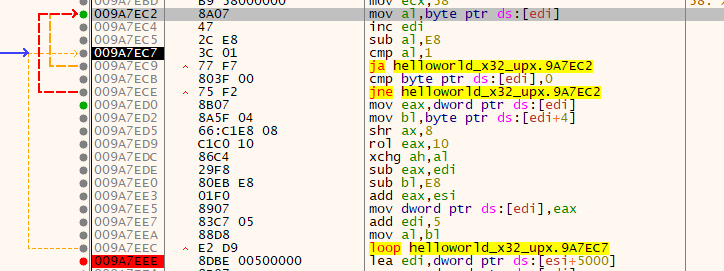 009A7EBD B9 58000000 mov ecx,58 58:'X'
009A7EC2 8A07 mov al,byte ptr ds:[edi]
009A7EC4 47 inc edi
009A7EC5 2C E8 sub al,E8
009A7EC7 3C 01 cmp al,1
009A7EC9 77 F7 ja helloworld_x32_upx.9A7EC2
009A7ECB 803F 00 cmp byte ptr ds:[edi],0
009A7ECE 75 F2 jne helloworld_x32_upx.9A7EC2
009A7ED0 8B07 mov eax,dword ptr ds:[edi]
009A7ED2 8A5F 04 mov bl,byte ptr ds:[edi+4]
009A7ED5 66:C1E8 08 shr ax,8
009A7ED9 C1C0 10 rol eax,10
009A7EDC 86C4 xchg ah,al
009A7EDE 29F8 sub eax,edi
009A7EE0 80EB E8 sub bl,E8
009A7EE3 01F0 add eax,esi
009A7EE5 8907 mov dword ptr ds:[edi],eax
009A7EE7 83C7 05 add edi,5
009A7EEA 88D8 mov al,bl
009A7EEC E2 D9 loop helloworld_x32_upx.9A7EC7
009A7EEE 8DBE 00500000 lea edi,dword ptr ds:[esi+5000]